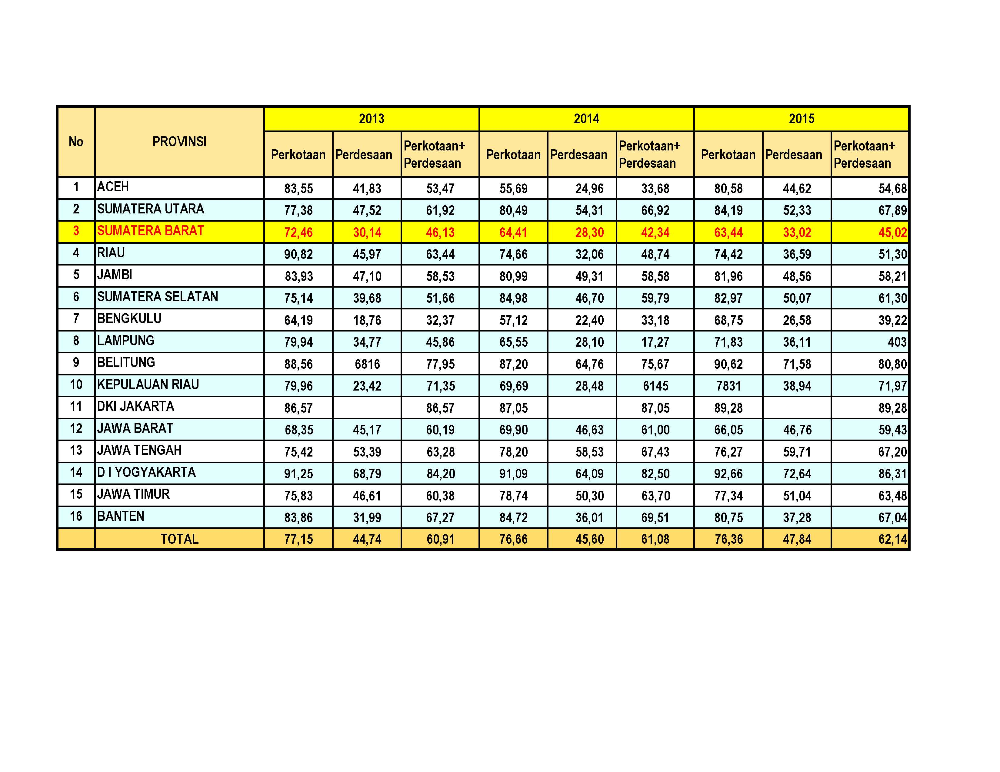 No PROVINSI 2013 2014 2015
Perkotaan Perdesaan Perkotaan+ Perdesaan Perkotaan Perdesaan Perkotaan+ Perdesaan Perkotaan Perdesaan Perkotaan+ Perdesaan
1 ACEH 83,55 41,83 53,47 55,69 24,96 33,68 80,58 44,62 54,68
2 SUMATERA UTARA 77,38 47,52 61,92 80,49 54,31 66,92 84,19 52,33 67,89
3 SUMATERA BARAT 72,46 30,14 46,13 64,41 28,30 42,34 63,44 33,02 45,02
4 RIAU 90,82 45,97 63,44 74,66 32,06 48,74 74,42 36,59 51,30
5 JAMBI 83,93 47,10 58,53 80,99 49,31 58,58 81,96 48,56 58,21
6 SUMATERA SELATAN 75,14 39,68 51,66 84,98 46,70 59,79 82,97 50,07 61,30
7 BENGKULU 64,19 18,76 32,37 57,12 22,40 33,18 68,75 26,58 39,22
8 LAMPUNG 79,94 34,77 45,86 65,55 28,10 17,27 71,83 36,11 403
9 BELITUNG 88,56 6816 77,95 87,20 64,76 75,67 90,62 71,58 80,80
10 KEPULAUAN RIAU 79,96 23,42 71,35 69,69 28,48 6145 7831 38,94 71,97
11 DKI JAKARTA 86,57 86,57 87,05 87,05 89,28 89,28
12 JAWA BARAT 68,35 45,17 60,19 69,90 46,63 61,00 66,05 46,76 59,43
13 JAWA TENGAH 75,42 53,39 63,28 78,20 58,53 67,43 76,27 59,71 67,20
14 D I YOGYAKARTA 91,25 68,79 84,20 91,09 64,09 82,50 92,66 72,64 86,31
15 JAWA TIMUR 75,83 46,61 60,38 78,74 50,30 63,70 77,34 51,04 63,48
16 BANTEN 83,86 31,99 67,27 84,72 36,01 69,51 80,75 37,28 67,04
TOTAL 77,15 44,74 60,91 76,66 45,60 61,08 76,36 47,84 62,14